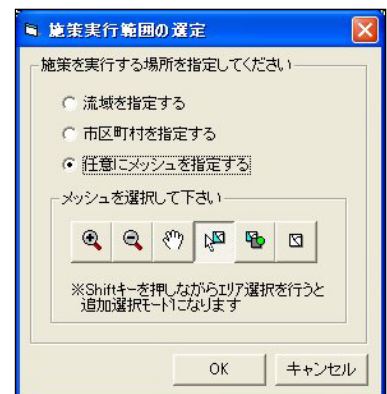 施策実行範囲の選定
施策を実行する場所を指定してください
流域を指定する
市区町村を指定する
任意にメッシュを指定する
メッシュを選択して下さい
※Shiftキーを押しながらエリア選択を行うと
追加選択モードになります
OK
キャンセル